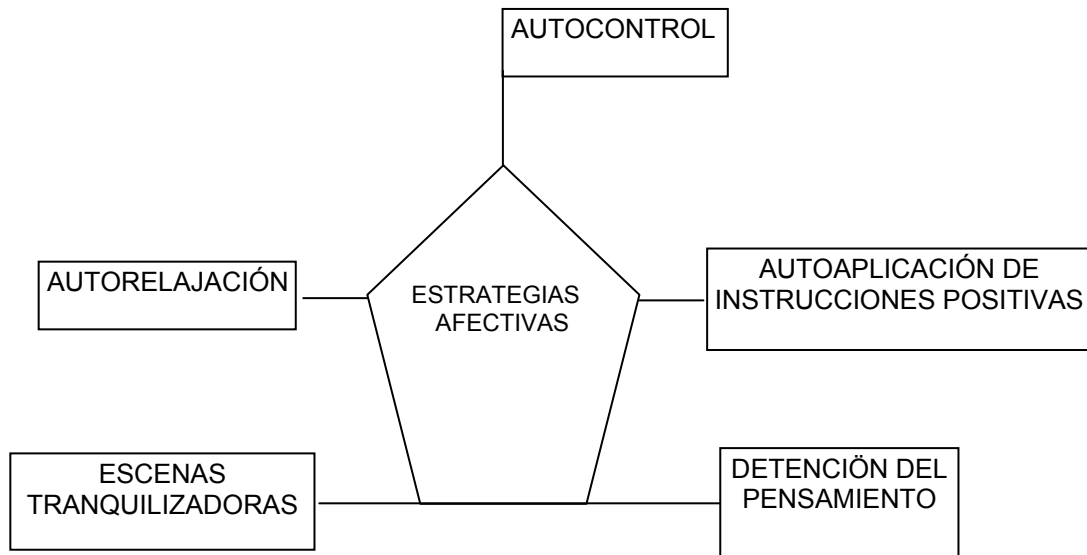 AUTOCONTROL
AUTORELAJACIÓN
ESTRATEGIAS
AFECTIVAS
AUTOAPLICACIÓN DE
INSTRUCCIONES POSITIVAS
ESCENAS
TRANQUILIZADORAS
DETENCIÖN DEL
PENSAMIENTO